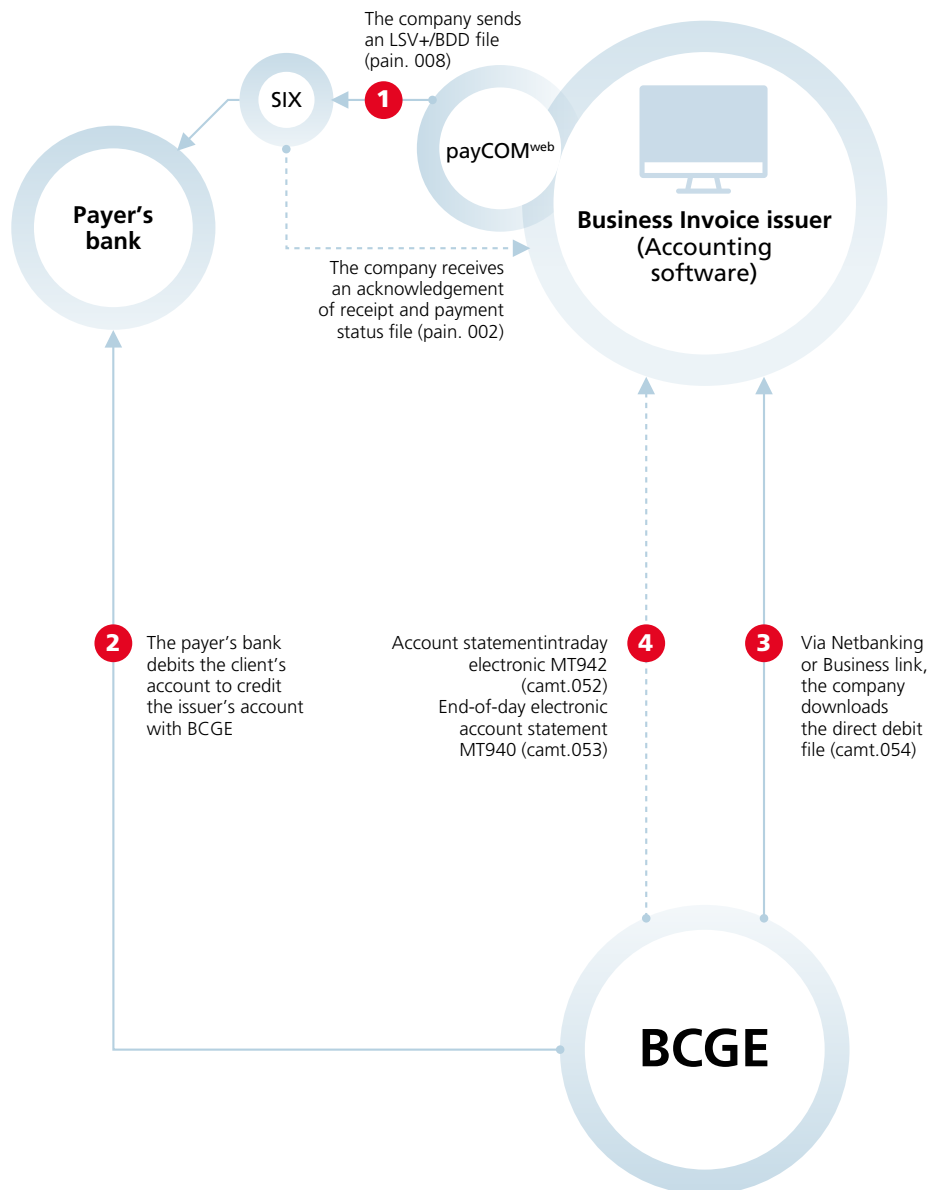 The company sends
an LSV+/BDD file
(pain. 008)
SIX
1
payCOMweb
Payer's
bank
Business Invoice issuer
(Accounting
software)
The company receives
an acknowledgement
of receipt and payment
status file (pain. 002)
2
The payer's bank
debits the client's
account to credit
the issuer's account
with BCGE
Account statementintraday
electronic MT942
(camt.052)
End-of-day electronic
account statement
MT940 (camt.053)
4
3
Via Netbanking
or Business link,
the company
downloads
the direct debit
file (camt.054)
BCGE